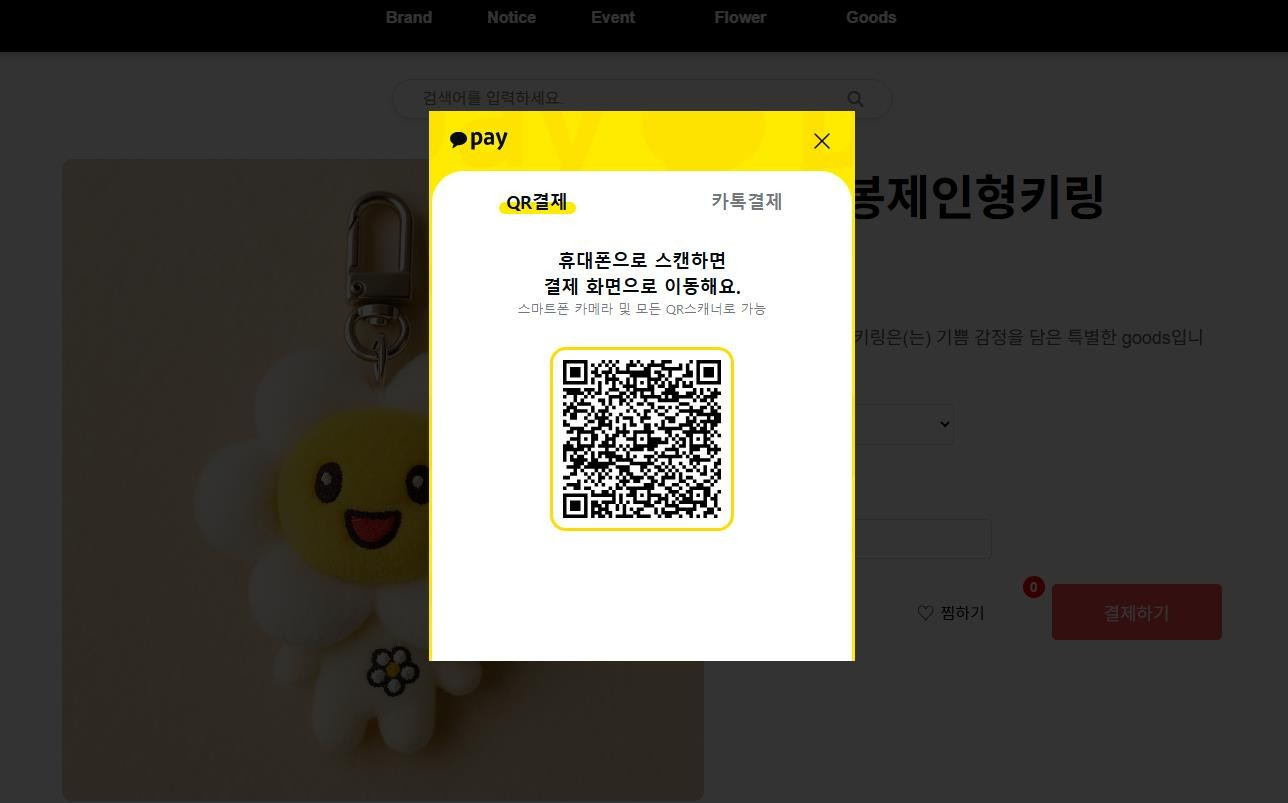 Brand Notice Event Flower Goods
검색어를 입력하세요.
pay
QR결제 카톡결제
봉제인형키링
휴대폰으로 스캔하면
결제 화면으로 이동해요.
스마트폰 카메라 및 모든 QR스캐너로 가능
키링은(는) 기쁨 감정을 담은 특별한 goods입니
0
♡ 찜하기
결제하기